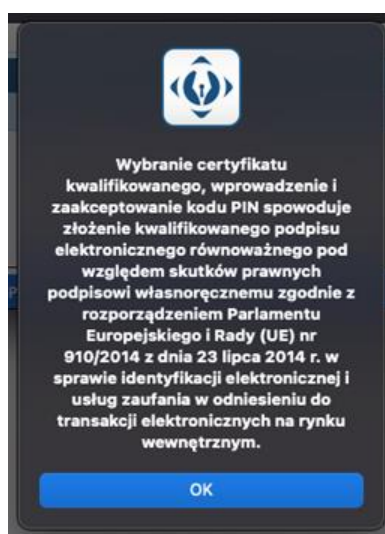 Wybranie certyfikatu
kwalifikowanego, wprowadzenie i
zaakceptowanie kodu PIN spowoduje
złożenie kwalifikowanego podpisu
elektronicznego równoważnego pod
względem skutków prawnych
podpisowi własnoręcznemu zgodnie z
rozporządzeniem Parlamentu
Europejskiego i Rady (UE) nr
910/2014 z dnia 23 lipca 2014 r. w
sprawie identyfikacji elektronicznej i
usług zaufania w odniesieniu do
transakcji elektronicznych na rynku
wewnętrznym.
OK